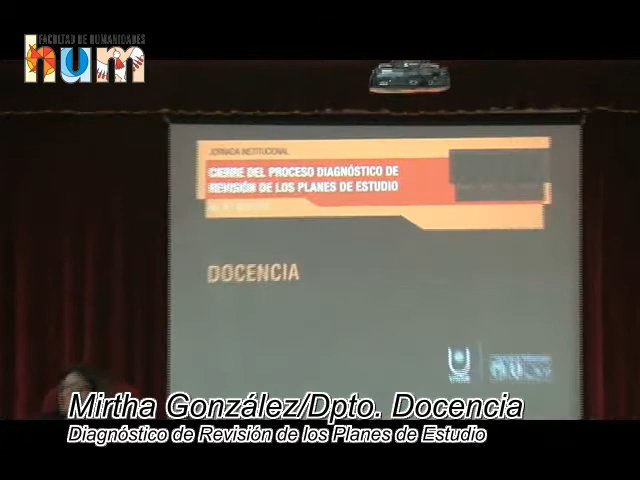 FACULTAD DE HUMANIDADES
hum
JORNADA INSTITUCIONAL
CIERRE DEL PROCESO DIAGNÓSTICO DE
REVISIÓN DE LOS PLANES DE ESTUDIO
DOCENCIA
Mirtha González/Dpto. Docencia
Diagnóstico de Revisión de los Planes de Estudio